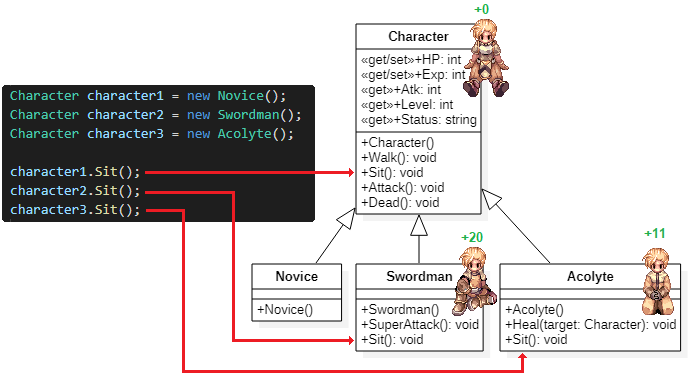 Character character1 = new Novice();
Character character2 = new Swordman();
Character character3 = new Acolyte();
character1.Sit();
character2.Sit();
character3.Sit();
+0
Character
«get/set»+HP: int
«get/set»+Exp: int
«get»+Atk: int
«get»+Level: int
«get»+Status: string
+Character()
+Walk(): void
+Sit(): void
+Attack(): void
+Dead(): void
Novice
+Novice()
+20
Swordman
+Swordman()
+SuperAttack(): void
+Sit(): void
+11
Acolyte
+Acolyte()
+Heal(target: Character): void
+Sit(): void